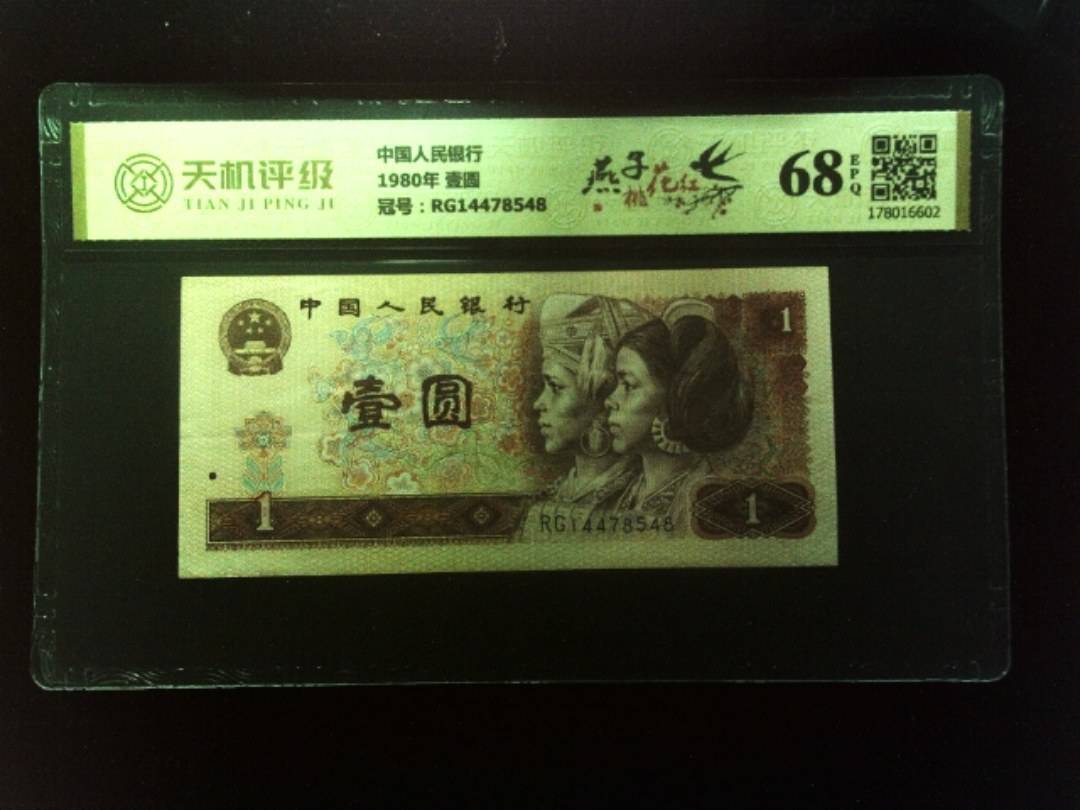 天机评级
TIAN JI PING JI
中国人民银行
1980年 壹圆
冠号：RG14478548
燕子桃花红
68 EPQ
178016602
中国人民银行
1
壹圆
1
RG14478548
1